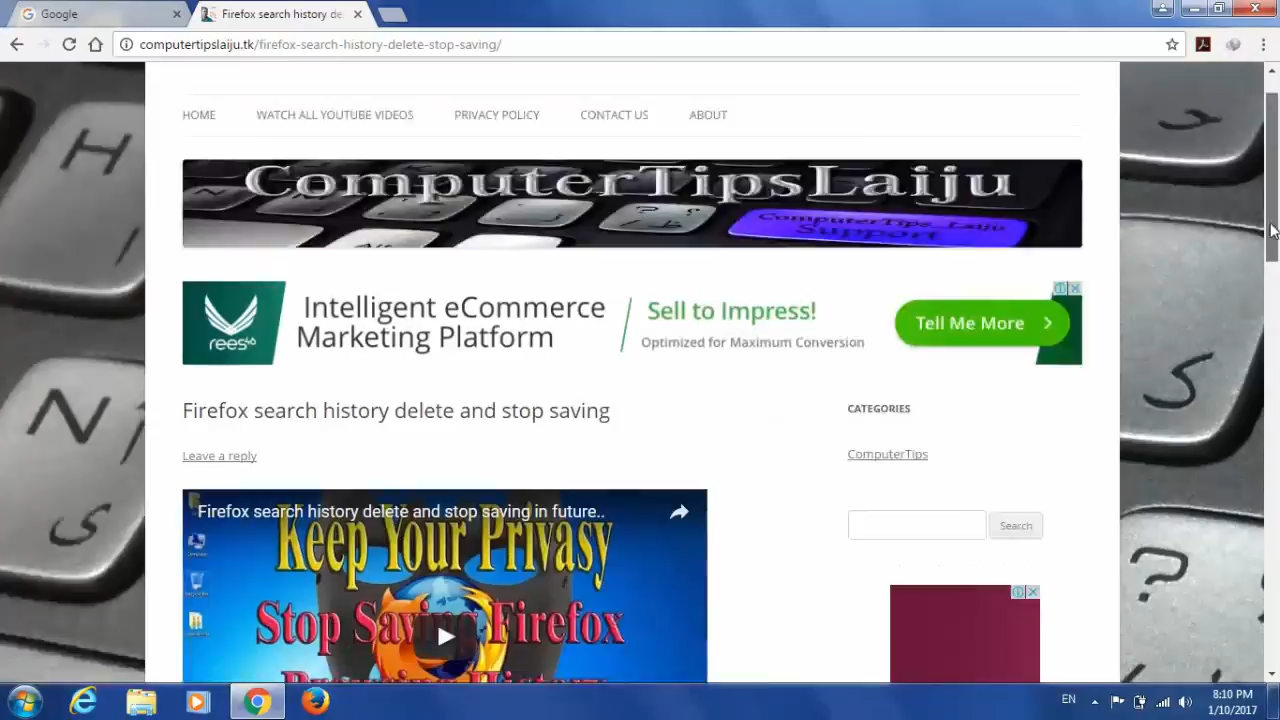 Google
Firefox search history de
computertipslaiju.tk/firefox-search-history-delete-stop-saving/
HOME WATCH ALL YOUTUBE VIDEOS PRIVACY POLICY CONTACT US ABOUT
ComputerTipsLaiju
ComputerTips_Laiju
Support
Intelligent eCommerce
Marketing Platform
Sell to Impress!
Optimized for Maximum Conversion
Tell Me More
rees46
Firefox search history delete and stop saving
CATEGORIES
Leave a reply
ComputerTips
Firefox search history delete and stop saving in future..
Search
Keep Your Privacy
Stop Saving Firefox
EN
8:10 PM
1/10/2017